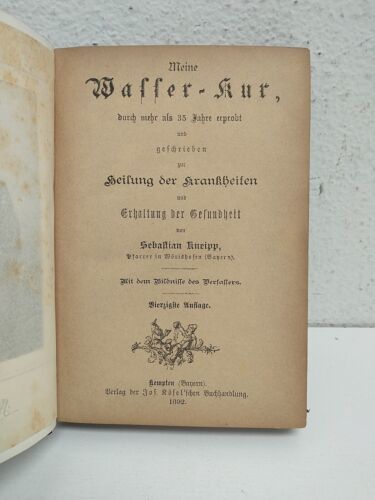 Meine
Wasser-Kur,
durch mehr als 35 Jahre erprobt
und
geschrieben
zur
Heilung der Krankheiten
und
Erhaltung der Gesundheit
von
Sebastian Kneipp,
Pfarrer in Wörishofen (Bayern).
Mit dem Bildnisse des Verfassers.
Vierzigste Auflage.
Kempten (Bayern).
Verlag der Jos. Kösel'schen Buchhandlung.
1892.